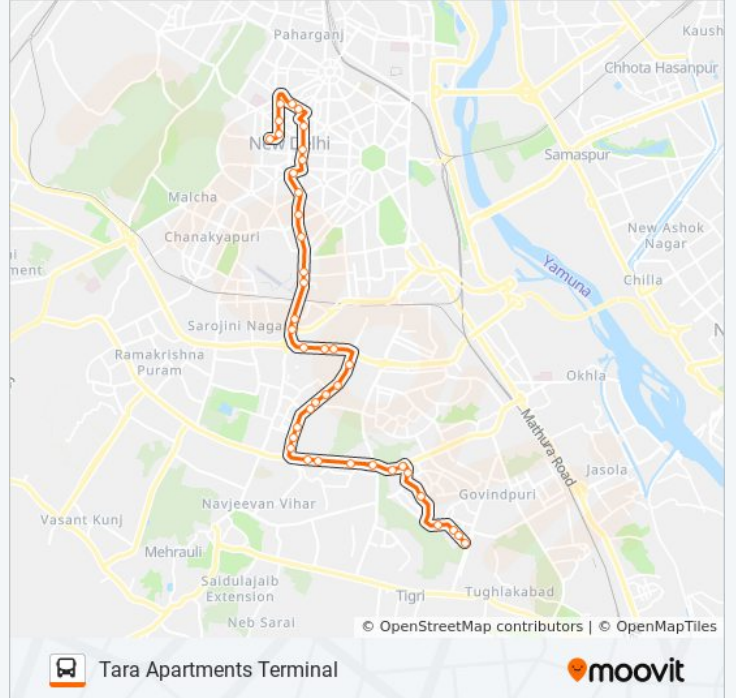 Paharganj
Kaush
Chhota Hasanpur
New Delhi
Samaspur
Malcha
Chanakyapuri
New Ashok
Nagar
ment
Yamuna
Chilla
Sarojini Naga
Ramakrishna
Puram
Okhla
Mathura Road
Jasola
Govindpuri
Navjeevan Vihar
Vasant Kunj
Mehrauli
Saidulajaib
Extension
Tigri
Tughlakabad
Neb Sarai
© OpenStreetMap contributors | © OpenMapTiles
Tara Apartments Terminal
moovit